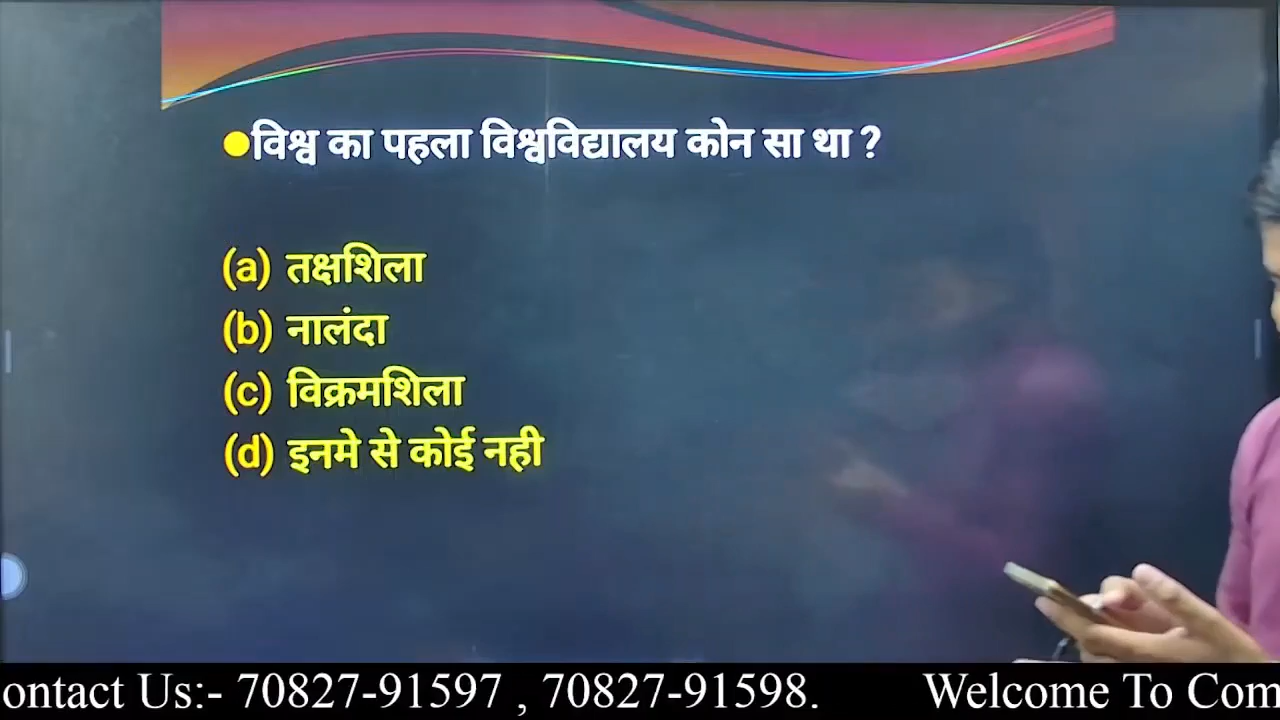 विश्व का पहला विश्वविद्यालय कोन सा था ?
(a) तक्षशिला
(b) नालंदा
(c) विक्रमशिला
(d) इनमे से कोई नही
ontact Us:- 70827-91597 , 70827-91598. Welcome To Com